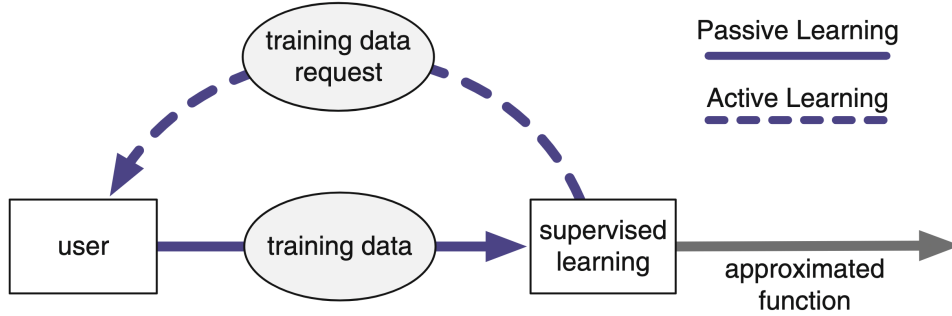 training data
request
Passive Learning
Active Learning
user
training data
supervised
learning
approximated
function